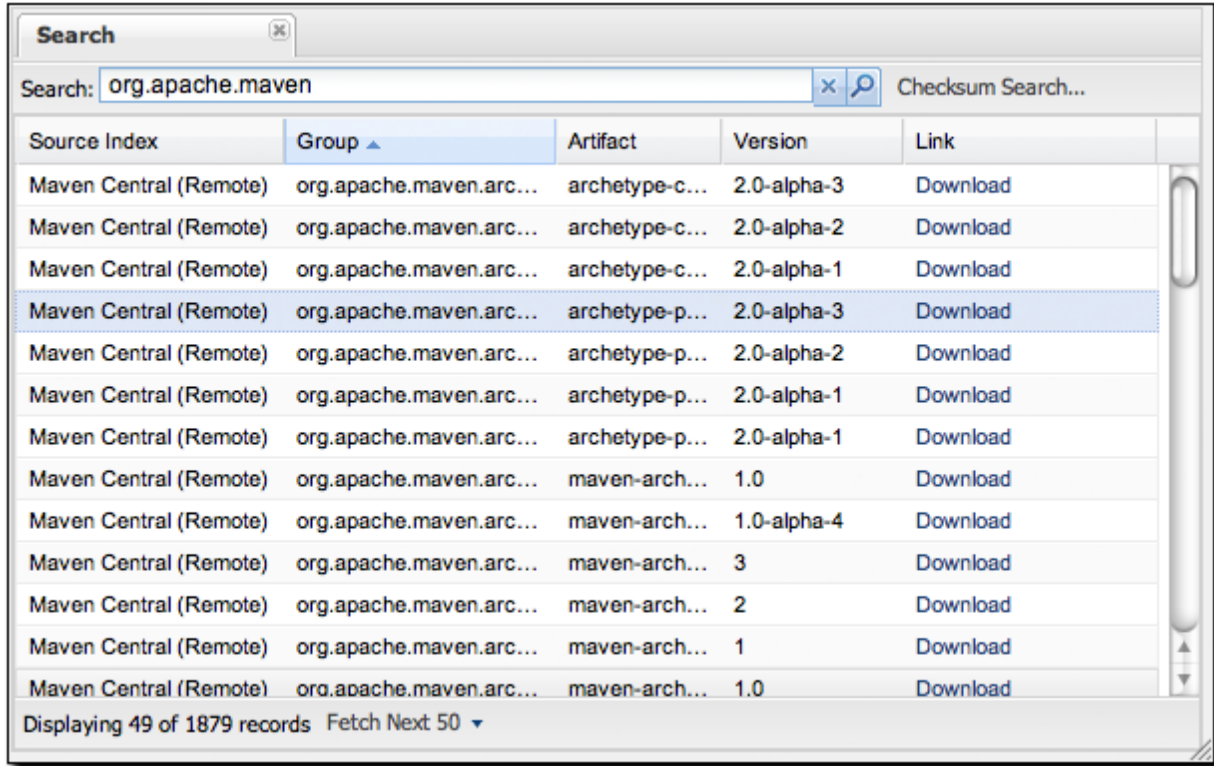 Search
Search: org.apache.maven Checksum Search...
Source Index Group Artifact Version Link
Maven Central (Remote) org.apache.maven.arc... archetype-c... 2.0-alpha-3 Download
Maven Central (Remote) org.apache.maven.arc... archetype-c... 2.0-alpha-2 Download
Maven Central (Remote) org.apache.maven.arc... archetype-c... 2.0-alpha-1 Download
Maven Central (Remote) org.apache.maven.arc... archetype-p... 2.0-alpha-3 Download
Maven Central (Remote) org.apache.maven.arc... archetype-p... 2.0-alpha-2 Download
Maven Central (Remote) org.apache.maven.arc... archetype-p... 2.0-alpha-1 Download
Maven Central (Remote) org.apache.maven.arc... archetype-p... 2.0-alpha-1 Download
Maven Central (Remote) org.apache.maven.arc... maven-arch... 1.0 Download
Maven Central (Remote) org.apache.maven.arc... maven-arch... 1.0-alpha-4 Download
Maven Central (Remote) org.apache.maven.arc... maven-arch... 3 Download
Maven Central (Remote) org.apache.maven.arc... maven-arch... 2 Download
Maven Central (Remote) org.apache.maven.arc... maven-arch... 1 Download
Maven Central (Remote) org.apache.maven.arc... maven-arch... 1.0 Download
Displaying 49 of 1879 records Fetch Next 50